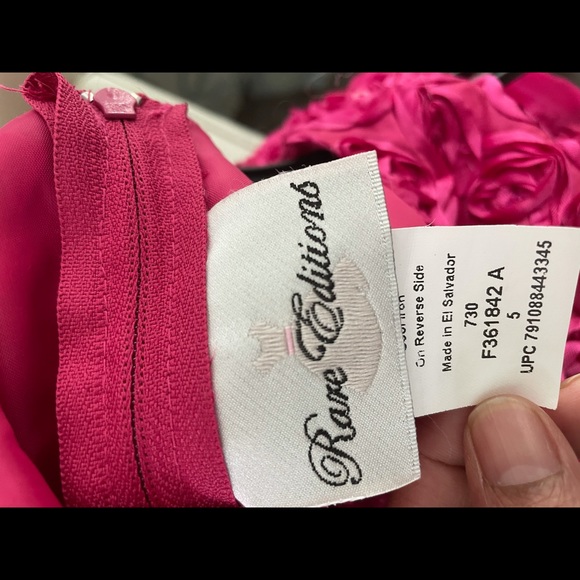 Rare Editions
On Reverse Side
Made in El Salvador
730
F361842 A
5
UPC 791088443345